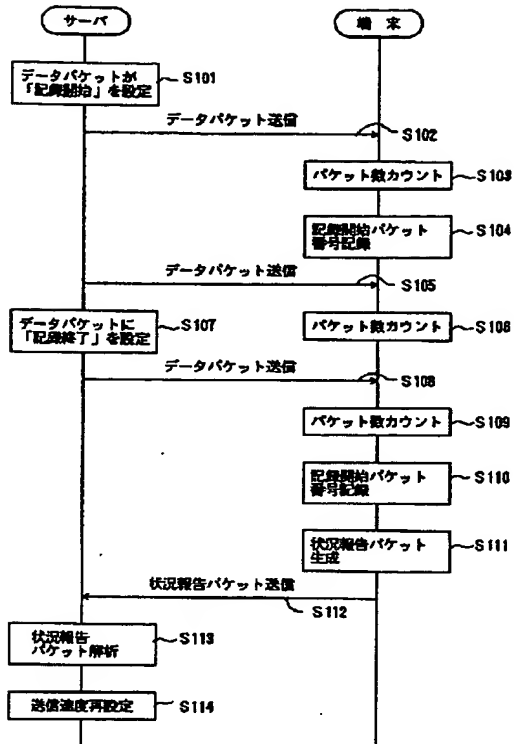 サーバ
端 末
データパケットが
「記録開始」を設定
S101
データパケット送信
S102
パケット数カウント
S103
記録開始パケット
番号記録
S104
データパケット送信
S105
データパケットに
「記録終了」を設定
S107
パケット数カウント
S106
データパケット送信
S108
パケット数カウント
S109
記録開始パケット
番号記録
S110
状況報告パケット
生成
S111
状況報告パケット送信
S112
状況報告
パケット解析
S113
送信速度再設定
S114